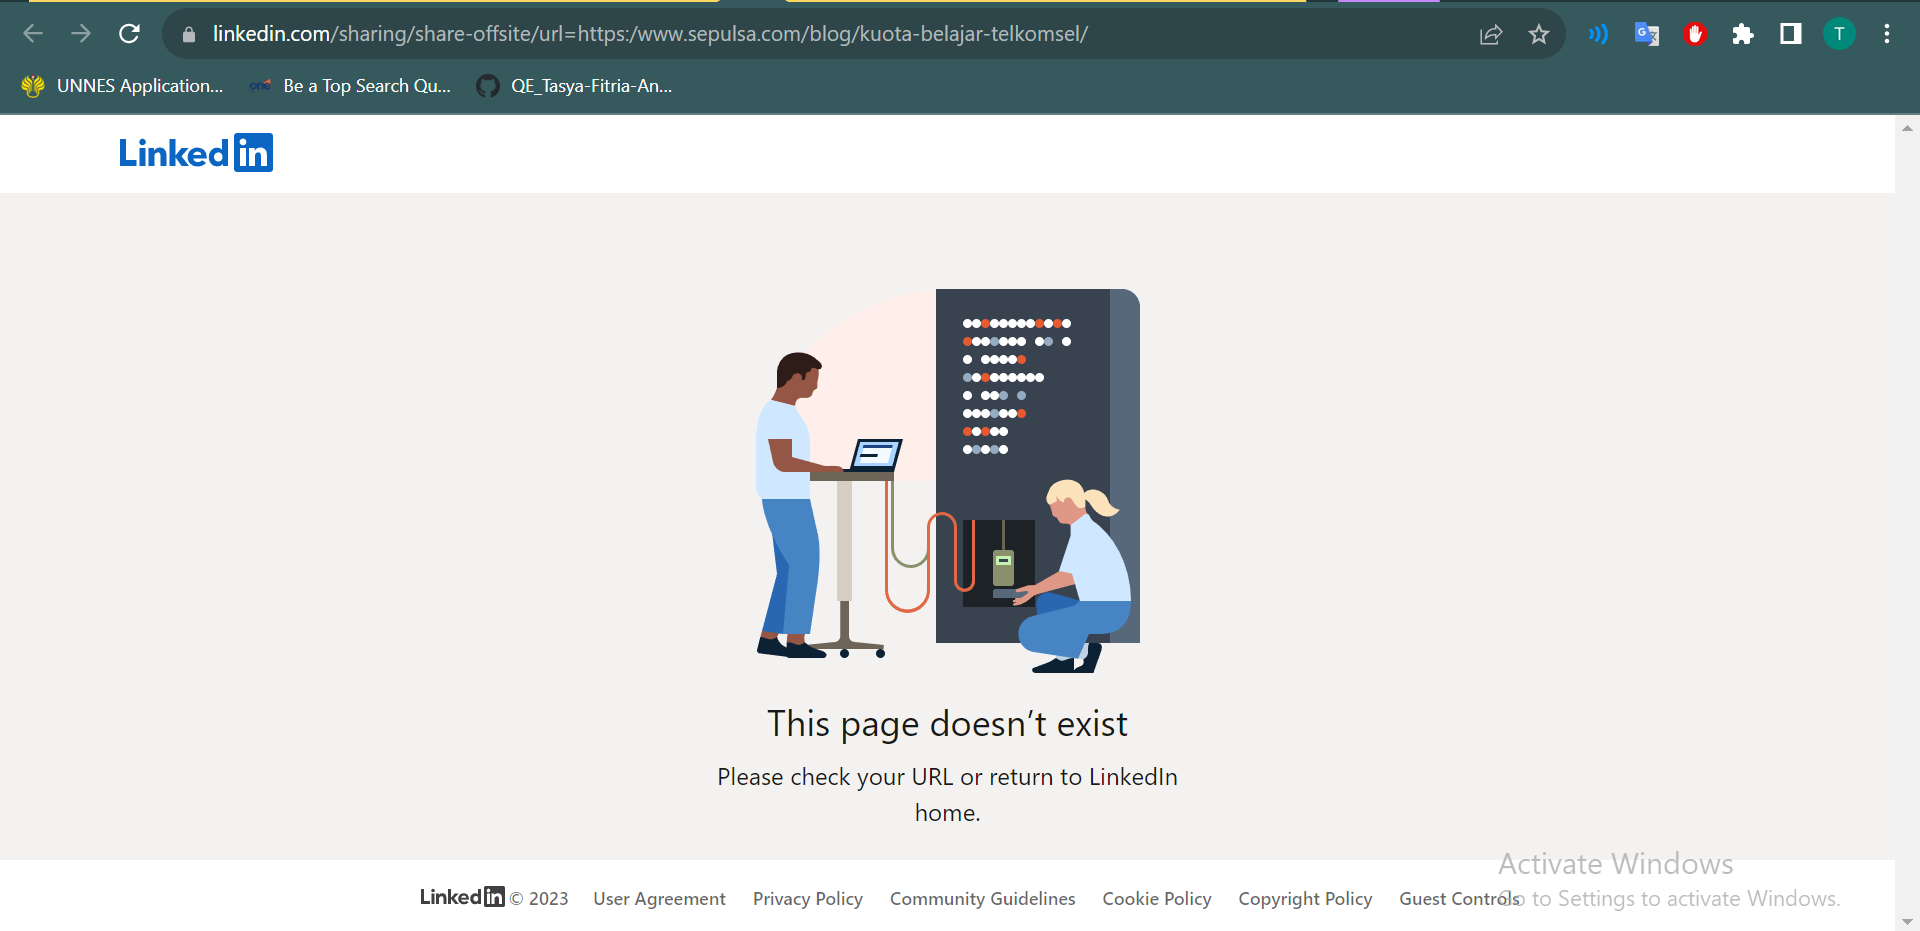 linkedin.com/sharing/share-offsite/url=https:/www.sepulsa.com/blog/kuota-belajar-telkomsel/
T
UNNES Application...
one
Be a Top Search Qu...
QE_Tasya-Fitria-An...
Linked in
This page doesn't exist
Please check your URL or return to LinkedIn
home.
Activate Windows
Go to Settings to activate Windows.
Linked in © 2023 User Agreement Privacy Policy Community Guidelines Cookie Policy Copyright Policy Guest Controls